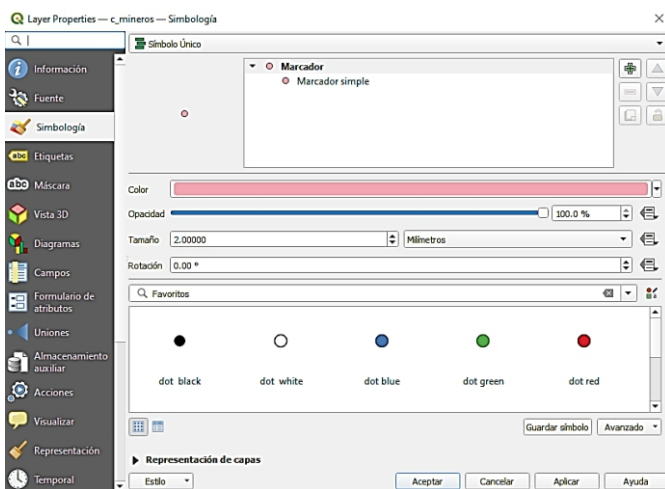 Layer Properties — c_mineros — Simbología
Símbolo Único
Información
Fuente
Simbología
abc Etiquetas
abc Máscara
Vista 3D
Diagramas
Campos
Formulario de
atributos
Uniones
Almacenamiento
auxiliar
Acciones
Visualizar
Representación
Temporal
Marcador
Marcador simple
Color
Opacidad 100.0 %
Tamaño 2.00000 Milímetros
Rotación 0.00 °
Favoritos
dot black dot white dot blue dot green dot red
Guardar símbolo Avanzado
Representación de capas
Estilo Aceptar Cancelar Aplicar Ayuda